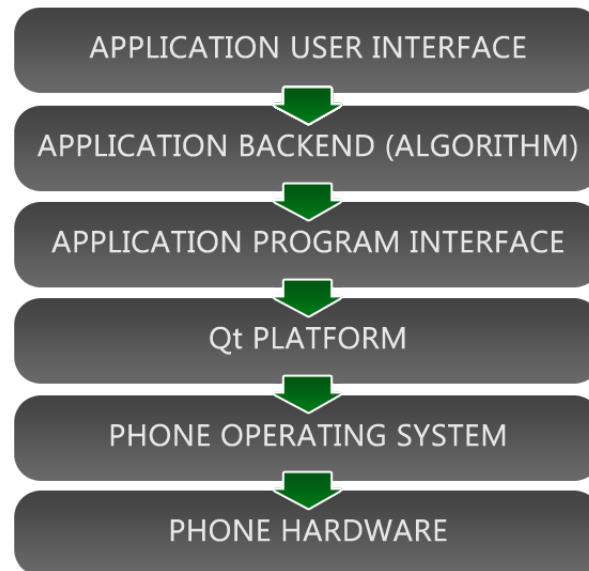 APPLICATION USER INTERFACE
APPLICATION BACKEND (ALGORITHM)
APPLICATION PROGRAM INTERFACE
Qt PLATFORM
PHONE OPERATING SYSTEM
PHONE HARDWARE